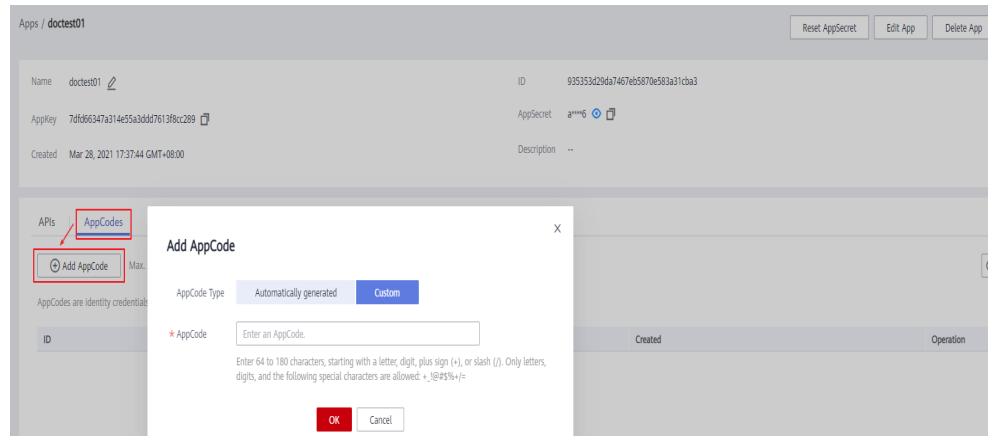 Apps / doctest01
Reset AppSecret Edit App Delete App
Name doctest01 ID 935353d29da7467eb5870e583a31cba3
AppKey 7dfd66347a314e55a3ddd7613f8cc289 AppSecret a****6
Created Mar 28, 2021 17:37:44 GMT+08:00 Description --
APIs AppCodes
Add AppCode Max.
AppCodes are identity credentials
ID Created Operation
Add AppCode X
AppCode Type Automatically generated Custom
* AppCode Enter an AppCode.
Enter 64 to 180 characters, starting with a letter, digit, plus sign (+), or slash (/). Only letters,
digits, and the following special characters are allowed: +_!@#$%+/=
OK Cancel